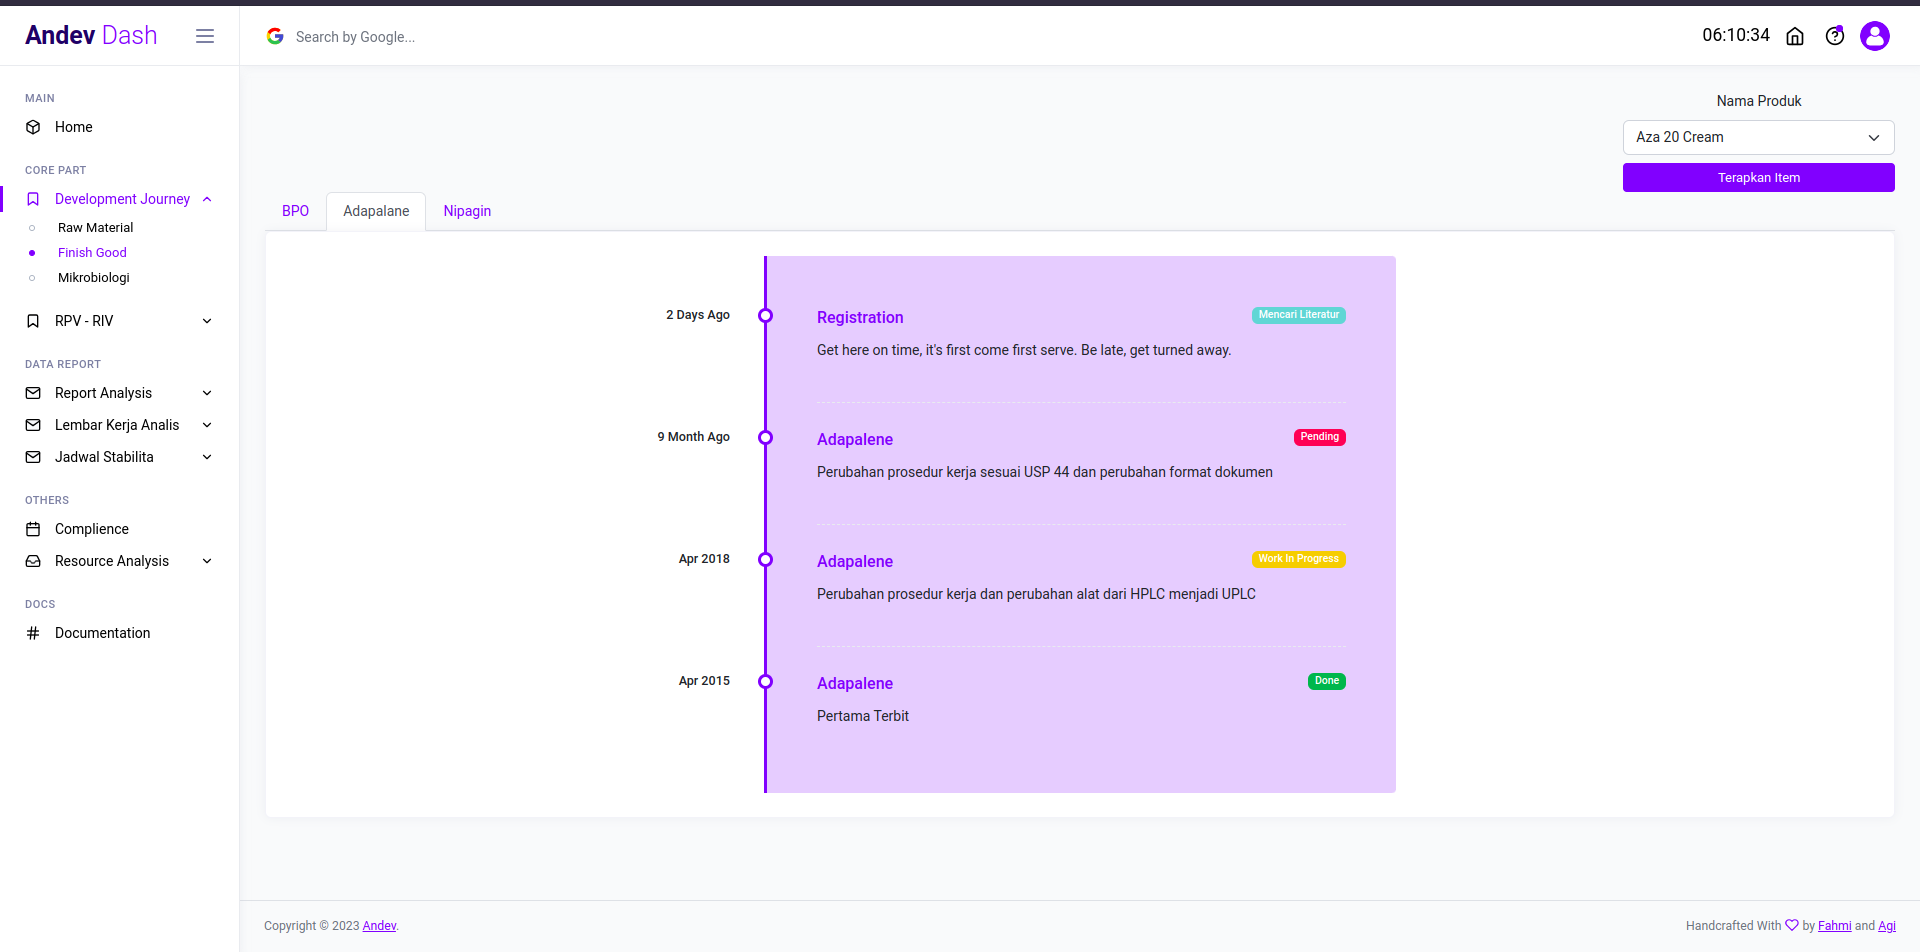 Andev Dash
Search by Google...
06:10:34
MAIN
Home
CORE PART
Development Journey
Raw Material
Finish Good
Mikrobiologi
RPV - RIV
DATA REPORT
Report Analysis
Lembar Kerja Analis
Jadwal Stabilita
OTHERS
Complience
Resource Analysis
DOCS
Documentation
Nama Produk
Aza 20 Cream
Terapkan Item
BPO
Adapalane
Nipagin
2 Days Ago
Registration
Mencari Literatur
Get here on time, it's first come first serve. Be late, get turned away.
9 Month Ago
Adapalene
Pending
Perubahan prosedur kerja sesuai USP 44 dan perubahan format dokumen
Apr 2018
Adapalene
Work In Progress
Perubahan prosedur kerja dan perubahan alat dari HPLC menjadi UPLC
Apr 2015
Adapalene
Done
Pertama Terbit
Copyright © 2023 Andev.
Handcrafted With ♡ by Fahmi and Agi